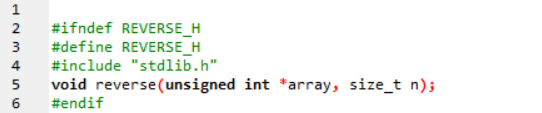 1
2 #ifndef REVERSE_H
3 #define REVERSE_H
4 #include "stdlib.h"
5 void reverse(unsigned int *array, size_t n);
6 #endif